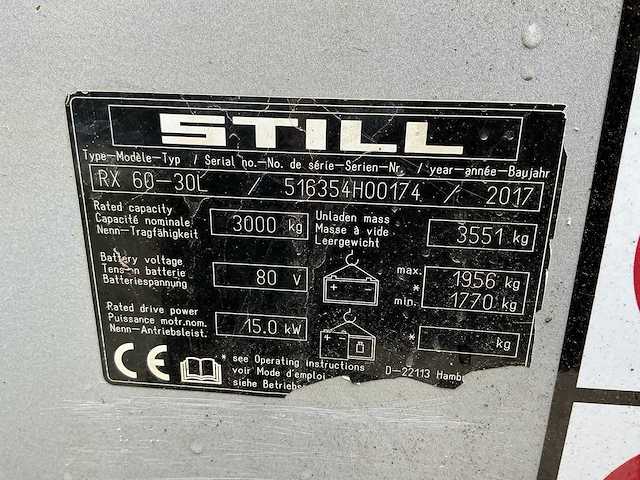 STILL
Type-Modèle-Typ / Serial no.-No. de série-Serien-Nr. / year-année-Baujahr
RX 60-30L / 516354H00174 / 2017
Rated capacity
Capacité nominale
Nenn-Tragfähigkeit
3000 kg
Unladen mass
Masse à vide
Leergewicht
3551 kg
Battery voltage
Tension batterie
Batteriespannung
80 V
max. 1956 kg
*
min. 1770 kg
Rated drive power
Puissance motr.nom.
Nenn-Antriebsleist.
15.0 kW
* kg
CE
* see Operating instructions
voir Mode d'emploi
siehe Betriebs
D-22113 Hamb